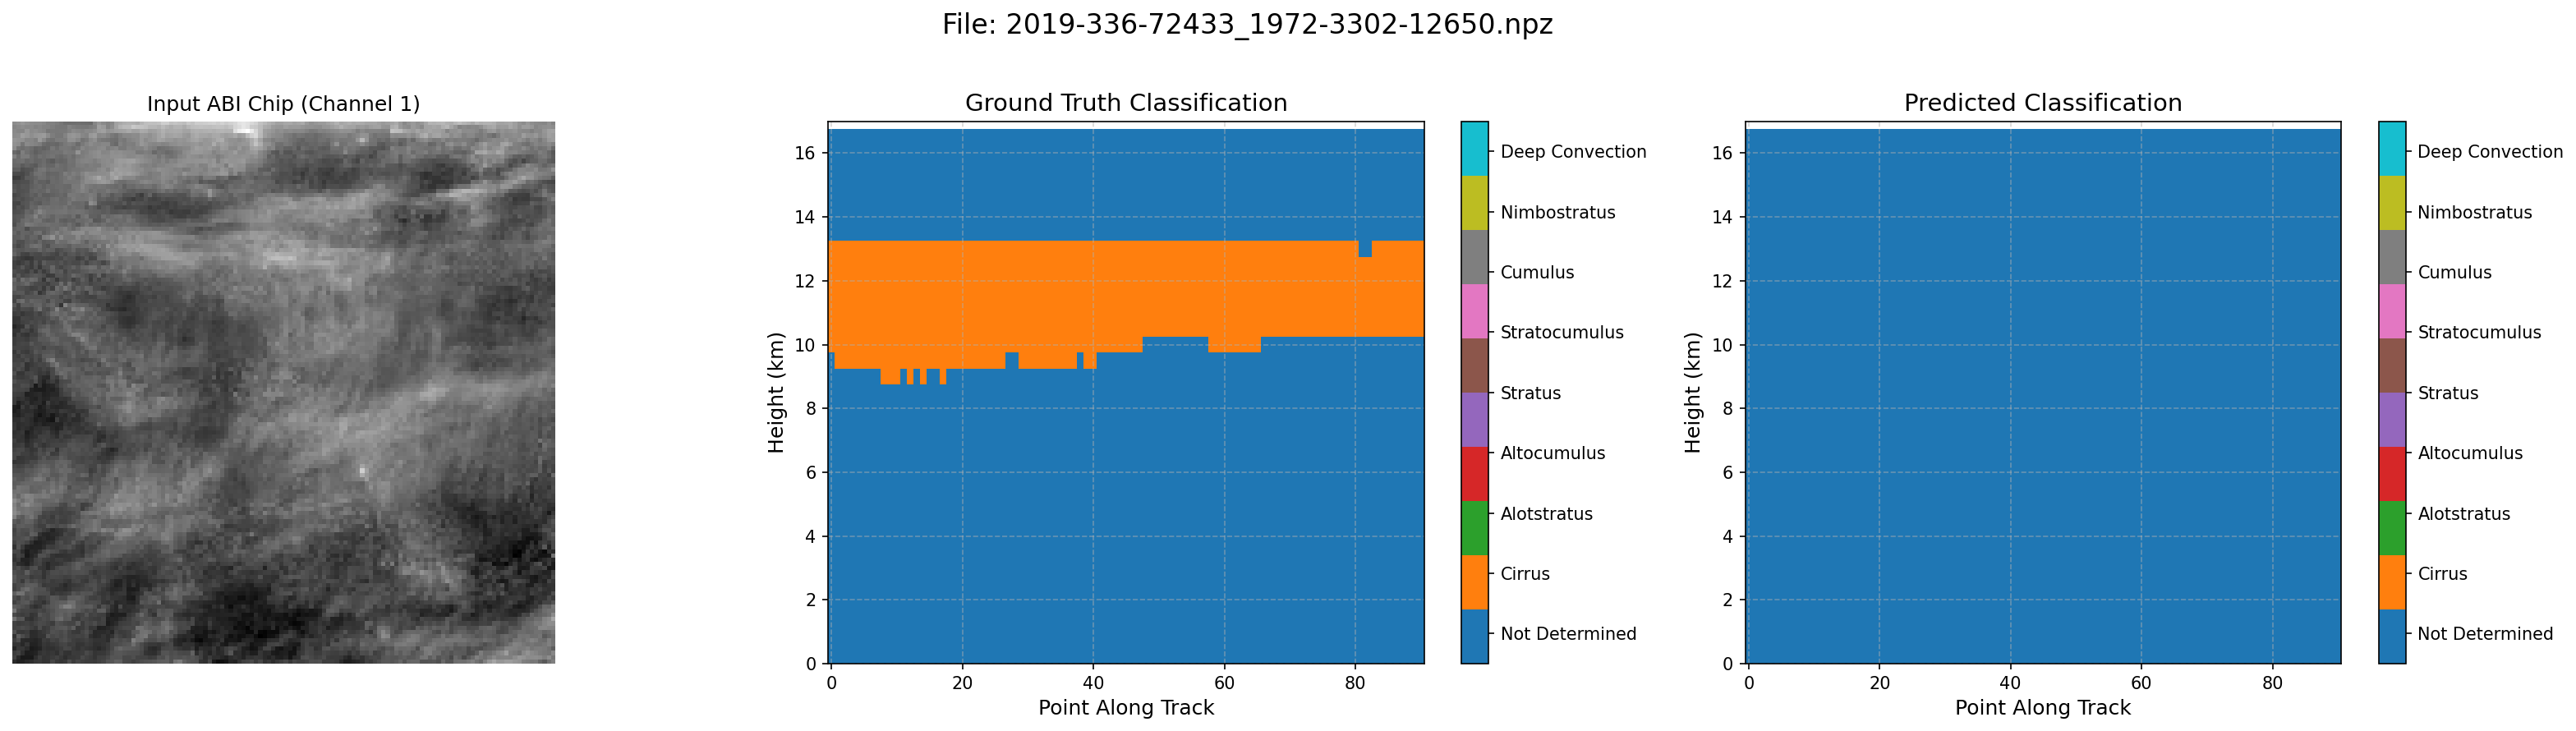 File: 2019-336-72433_1972-3302-12650.npz
Input ABI Chip (Channel 1)
Ground Truth Classification
Height (km)
16
14
12
10
8
6
4
2
0
0 20 40 60 80
Point Along Track
Deep Convection
Nimbostratus
Cumulus
Stratocumulus
Stratus
Altocumulus
Alotstratus
Cirrus
Not Determined
Predicted Classification
Height (km)
16
14
12
10
8
6
4
2
0
0 20 40 60 80
Point Along Track
Deep Convection
Nimbostratus
Cumulus
Stratocumulus
Stratus
Altocumulus
Alotstratus
Cirrus
Not Determined